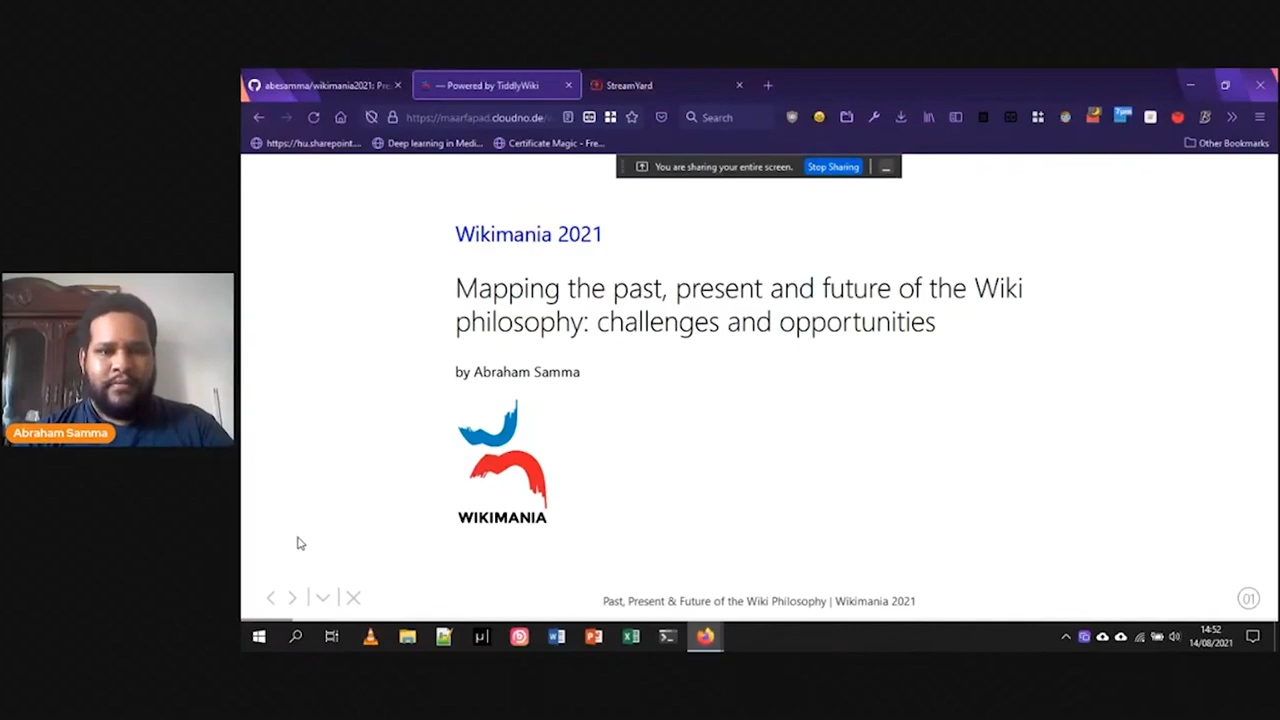 abesamma/wikimania2021: Pre
— Powered by TiddlyWiki
StreamYard
https://maarfapad.cloudno.de/
Search
https://hu.sharepoint....
Deep learning in Medi...
Certificate Magic - Fre...
Other Bookmarks
You are sharing your entire screen.
Stop Sharing
Wikimania 2021
Mapping the past, present and future of the Wiki
philosophy: challenges and opportunities
by Abraham Samma
WIKIMANIA
Abraham Samma
Past, Present & Future of the Wiki Philosophy | Wikimania 2021
01
14:52
14/08/2021